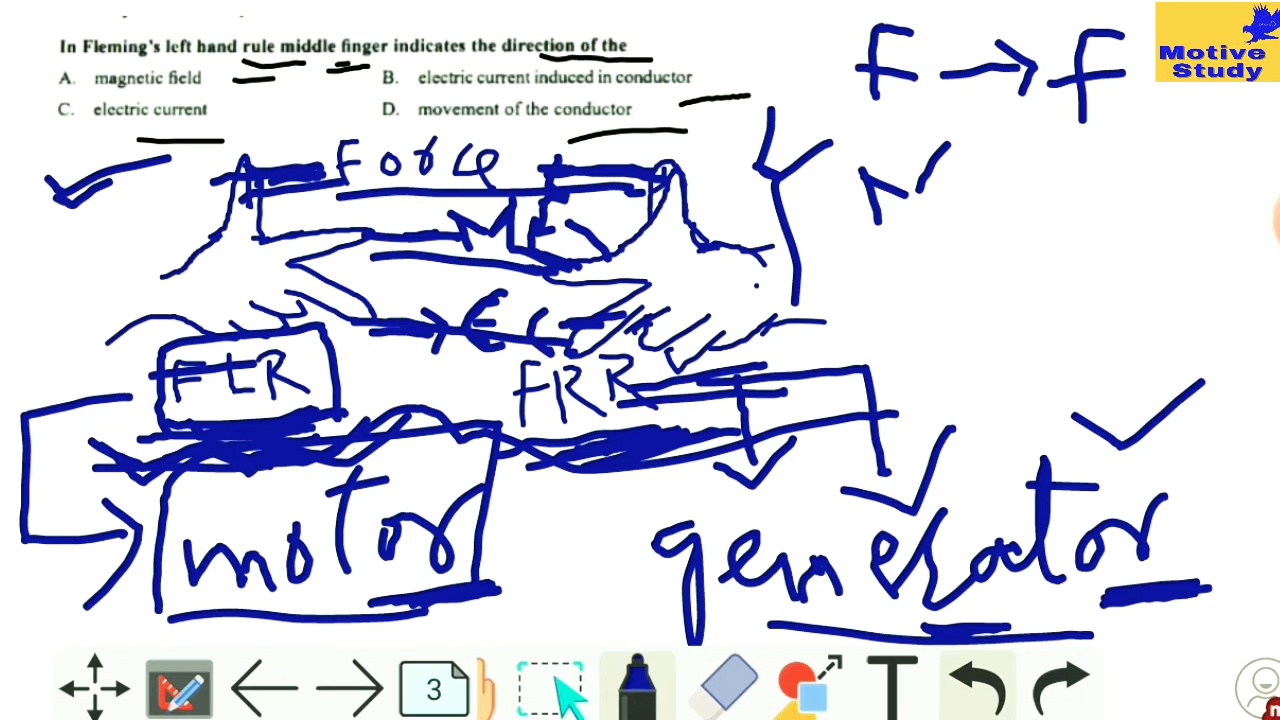 In Fleming's left hand rule middle finger indicates the direction of the
A. magnetic field
B. electric current induced in conductor
C. electric current
D. movement of the conductor
Motive
Study
F → F
Force
FLR
FRR
motor
generator
3
T